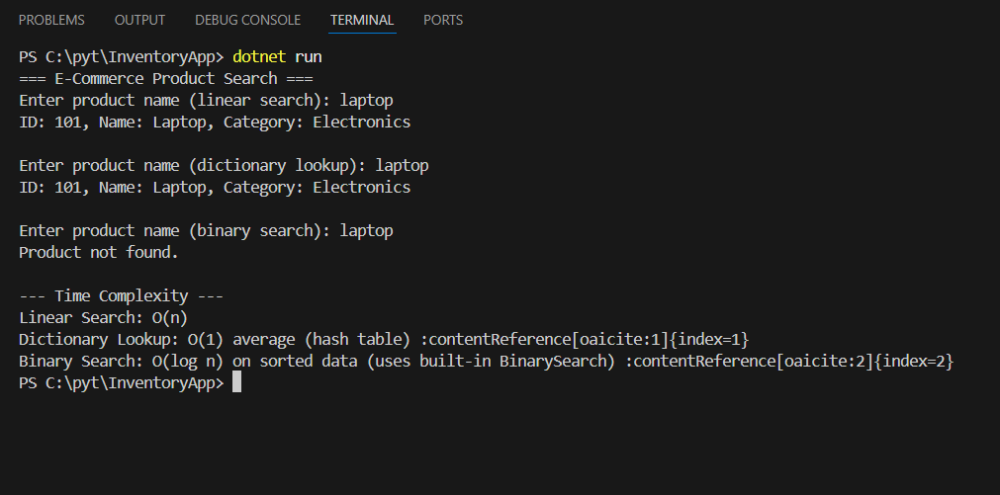 PROBLEMS OUTPUT DEBUG CONSOLE TERMINAL PORTS
PS C:\pyt\InventoryApp> dotnet run
=== E-Commerce Product Search ===
Enter product name (linear search): laptop
ID: 101, Name: Laptop, Category: Electronics
Enter product name (dictionary lookup): laptop
ID: 101, Name: Laptop, Category: Electronics
Enter product name (binary search): laptop
Product not found.
--- Time Complexity ---
Linear Search: O(n)
Dictionary Lookup: O(1) average (hash table) :contentReference[oaicite:1]{index=1}
Binary Search: O(log n) on sorted data (uses built-in BinarySearch) :contentReference[oaicite:2]{index=2}
PS C:\pyt\InventoryApp>